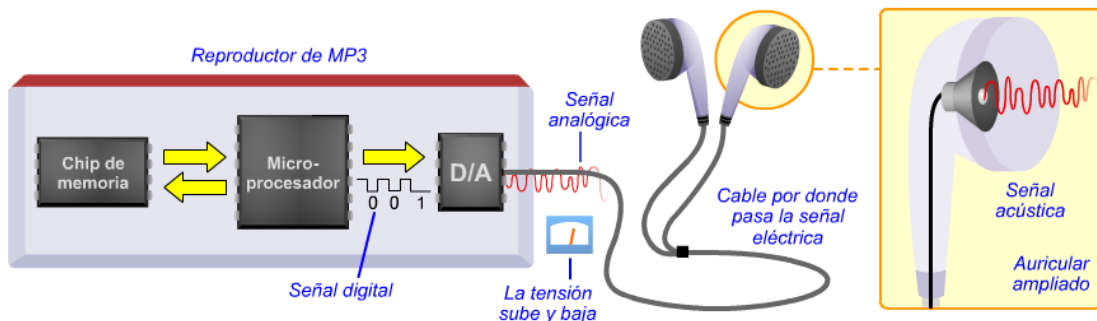 Reproductor de MP3
Chip de
memoria
Micro-
procesador
0 0 1
D/A
Señal digital
Señal
analógica
La tensión
sube y baja
Cable por donde
pasa la señal
eléctrica
Señal
acústica
Auricular
ampliado